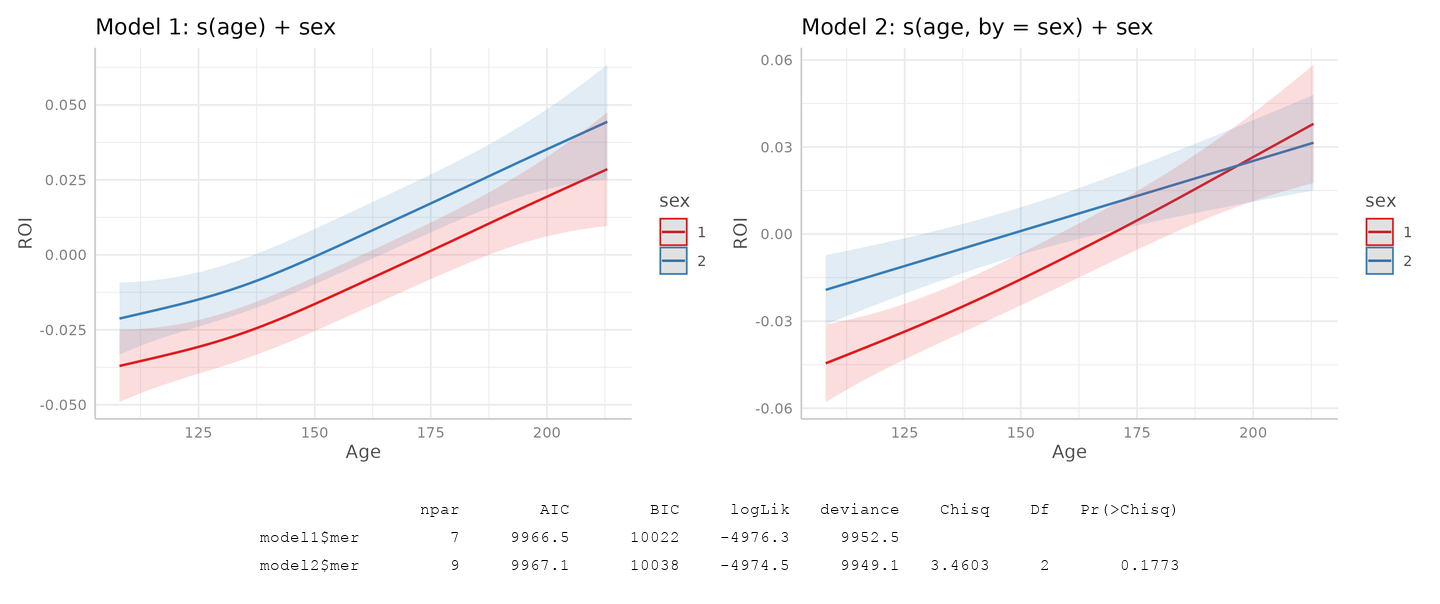 Model 1: s(age) + sex
0.050
0.025
0.000
-0.025
-0.050
ROI
125 150 175 200
Age
sex
1
2
Model 2: s(age, by = sex) + sex
0.06
0.03
0.00
-0.03
-0.06
ROI
125 150 175 200
Age
sex
1
2
npar AIC BIC logLik deviance Chisq Df Pr(>Chisq)
model1$mer 7 9966.5 10022 -4976.3 9952.5
model2$mer 9 9967.1 10038 -4974.5 9949.1 3.4603 2 0.1773